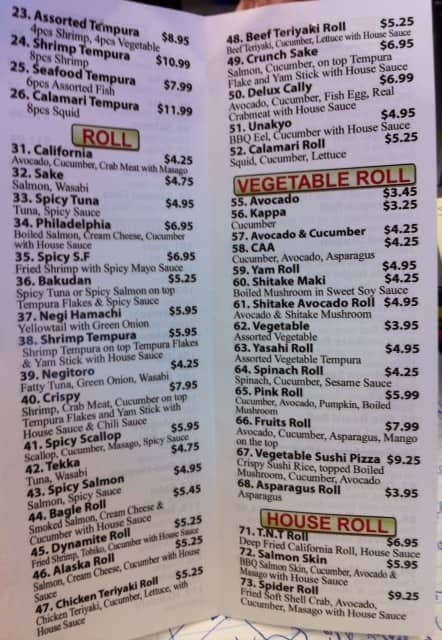 23. Assorted Tempura $8.95
4pcs Shrimp, 4pcs Vegetable
24. Shrimp Tempura $10.99
8pcs Shrimp
25. Seafood Tempura $7.99
6pcs Assorted Fish
26. Calamari Tempura $11.99
8pcs Squid
ROLL
31. California $4.25
Avocado, Cucumber, Crab Meat with Masago
32. Sake $4.75
Salmon, Wasabi
33. Spicy Tuna $4.95
Tuna, Spicy Sauce
34. Philadelphia $6.95
Boiled Salmon, Cream Cheese, Cucumber
with House Sauce
35. Spicy S.F $6.95
Fried Shrimp with Spicy Mayo Sauce
36. Bakudan $5.25
Spicy Tuna or Spicy Salmon on top
Tempura Flakes & Spicy Sauce
37. Negi Hamachi $5.95
Yellowtail with Green Onion
38. Shrimp Tempura $5.95
Shrimp Tempura on top Tempura Flakes
& Yam Stick with House Sauce
39. Negitoro $4.25
Fatty Tuna, Green Onion, Wasabi
40. Crispy $7.95
Shrimp, Crab Meat, Cucumber on top
Tempura Flakes and Yam Stick with
House Sauce & Chili Sauce
41. Spicy Scallop $5.95
Scallop, Cucumber, Masago, Spicy Sauce
42. Tekka $4.75
Tuna, Wasabi
43. Spicy Salmon $4.95
Salmon, Spicy Sauce
44. Bagle Roll $5.45
Smoked Salmon, Cream Cheese &
Cucumber with House Sauce
45. Dynamite Roll $5.25
Fried Shrimp, Tobiko, Cucumber with House Sauce
46. Alaska Roll $5.25
Salmon, Cream Cheese, Cucumber with House
Sauce
47. Chicken Teriyaki Roll $5.25
Chicken Teriyaki, Cucumber, Lettuce, with
House Sauce
48. Beef Teriyaki Roll $5.25
Beef Teriyaki, Cucumber, Lettuce with House Sauce
49. Crunch Sake $6.95
Salmon, Cucumber, on top Tempura
Flake and Yam Stick with House Sauce
50. Delux Cally $6.99
Avocado, Cucumber, Fish Egg, Real
Crabmeat with House Sauce
51. Unakyo $4.95
BBQ Eel, Cucumber with House Sauce
52. Calamari Roll $5.25
Squid, Cucumber, Lettuce
VEGETABLE ROLL
55. Avocado $3.45
56. Kappa $3.25
Cucumber
57. Avocado & Cucumber $4.25
58. CAA $4.25
Cucumber, Avocado, Asparagus
59. Yam Roll $4.95
60. Shitake Maki $4.25
Boiled Mushroom in Sweet Soy Sauce
61. Shitake Avocado Roll $4.95
Avocado & Shitake Mushroom
62. Vegetable $3.95
Assorted Vegetable
63. Yasahi Roll $4.95
Assorted Vegetable Tempura
64. Spinach Roll $4.25
Spinach, Cucumber, Sesame Sauce
65. Pink Roll $5.99
Cucumber, Avocado, Pumpkin, Boiled
Mushroom
66. Fruits Roll $7.99
Avocado, Cucumber, Asparagus, Mango
on the top
67. Vegetable Sushi Pizza $9.25
Crispy Sushi Rice, topped Boiled
Mushroom, Cucumber, Avocado
68. Asparagus Roll $3.95
Asparagus
HOUSE ROLL
71. T.N.T Roll $6.95
Deep Fried California Roll, House Sauce
72. Salmon Skin $5.95
BBQ Salmon Skin, Cucumber, Avocado &
Masago with House Sauce
73. Spider Roll $9.25
Fried Soft Shell Crab, Avocado,
Cucumber, Masago with House Sauce